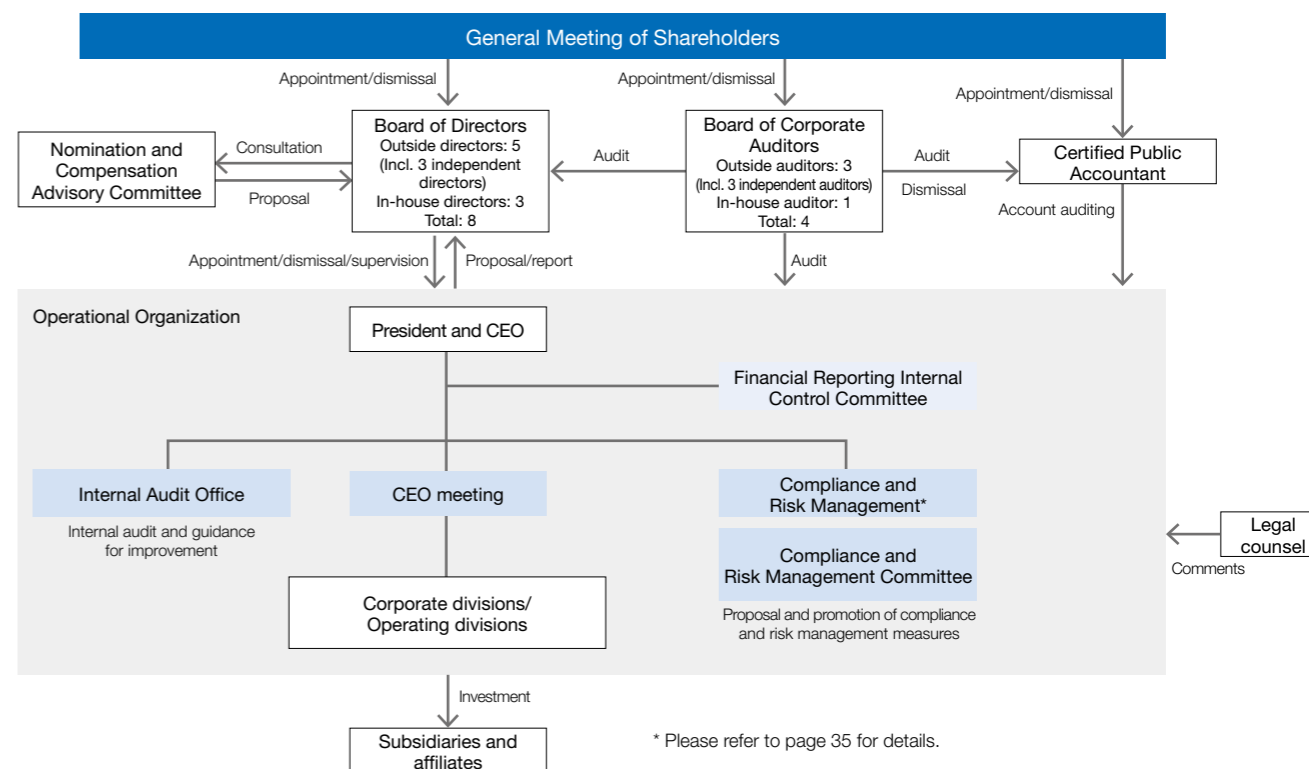 General Meeting of Shareholders
Appointment/dismissal
Appointment/dismissal
Appointment/dismissal
Nomination and
Compensation
Advisory Committee
Consultation
Proposal
Board of Directors
Outside directors: 5
(Incl. 3 independent
directors)
In-house directors: 3
Total: 8
Audit
Board of Corporate
Auditors
Outside auditors: 3
(Incl. 3 independent auditors)
In-house auditor: 1
Total: 4
Audit
Dismissal
Certified Public
Accountant
Account auditing
Appointment/dismissal/supervision
Proposal/report
Audit
Operational Organization
President and CEO
Financial Reporting Internal
Control Committee
Internal Audit Office
Internal audit and guidance
for improvement
CEO meeting
Compliance and
Risk Management*
Compliance and
Risk Management Committee
Proposal and promotion of compliance
and risk management measures
Legal
counsel
Comments
Corporate divisions/
Operating divisions
Investment
Subsidiaries and
affiliates
* Please refer to page 35 for details.